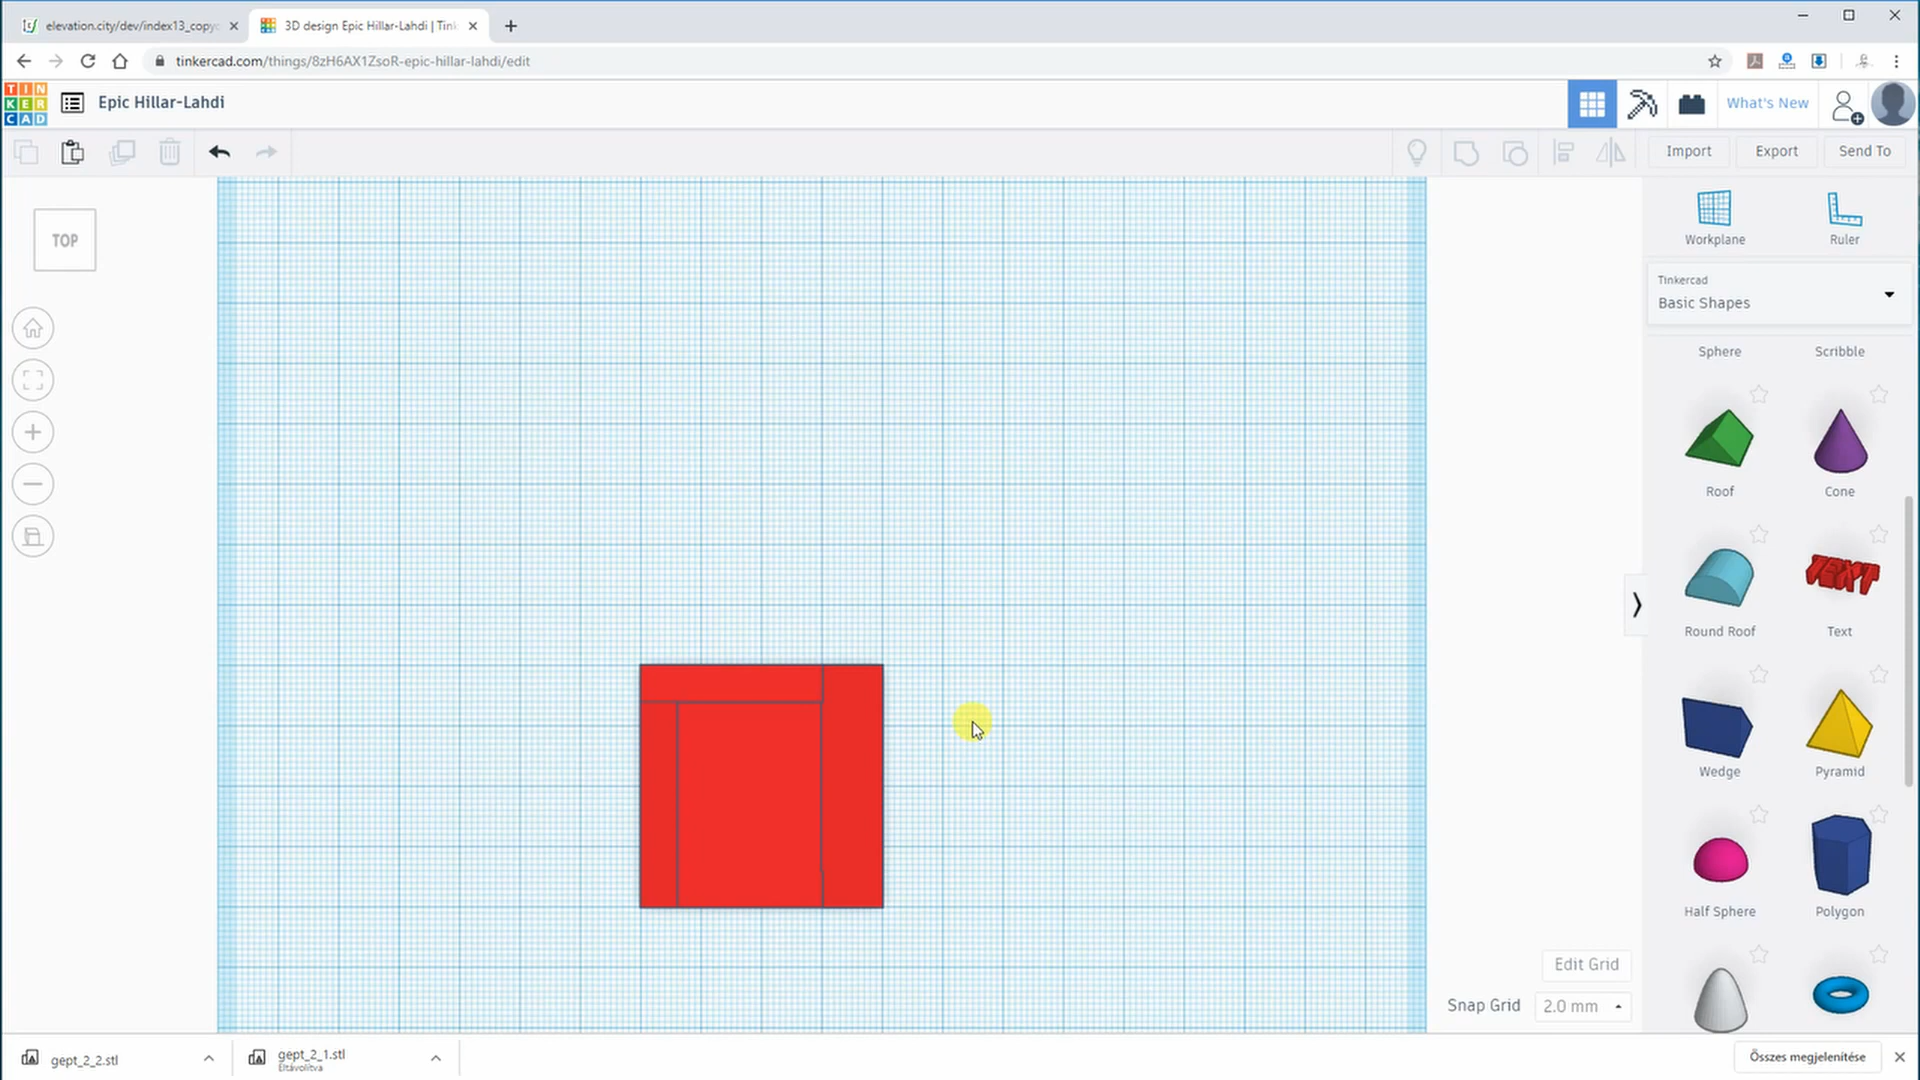 elevation.city/dev/index13_copy
3D design Epic Hillar-Lahdi | Tink
tinkercad.com/things/8zH6AX1ZsoR-epic-hillar-lahdi/edit
TIN
KER
CAD
Epic Hillar-Lahdi
What's New
Import
Export
Send To
TOP
Workplane
Ruler
Tinkercad
Basic Shapes
Sphere
Scribble
Roof
Cone
TEXT
Round Roof
Text
Wedge
Pyramid
Half Sphere
Polygon
Edit Grid
Snap Grid
2.0 mm
gept_2_2.stl
gept_2_1.stl
Eltávolítva
Összes megjelenítése